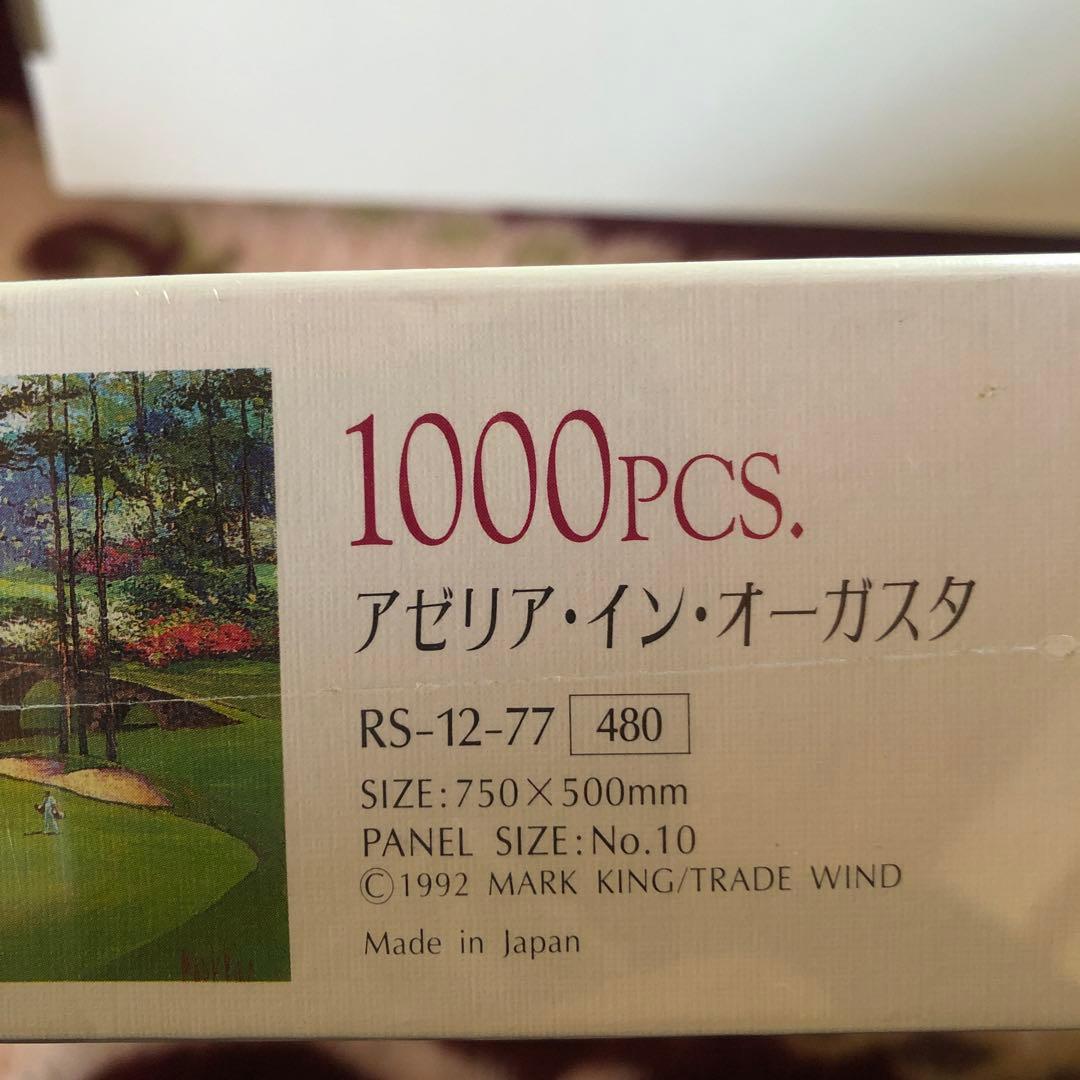 1000PCS.
アゼリア・イン・オーガスタ
RS-12-77 480
SIZE:750×500mm
PANEL SIZE:No.10
©1992 MARK KING/TRADE WIND
Made in Japan